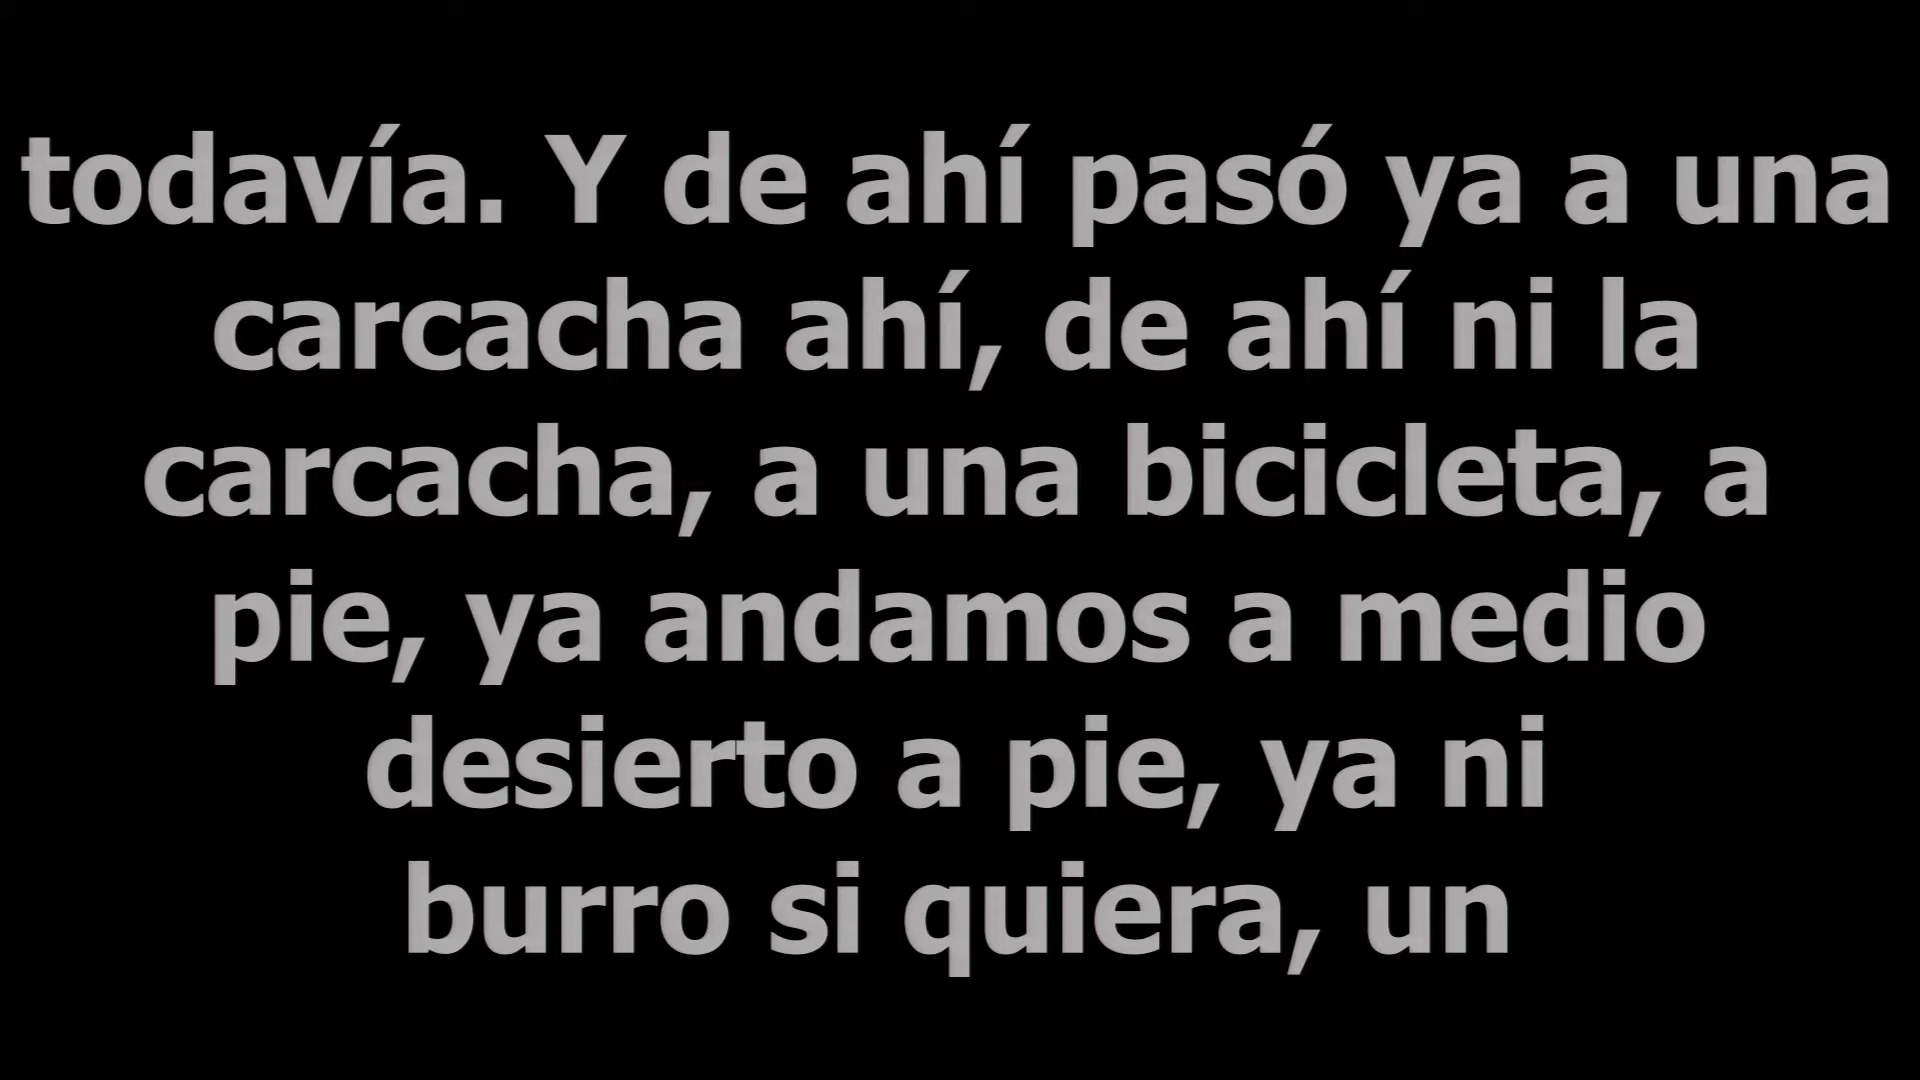 todavía. Y de ahí pasó ya a una
carcacha ahí, de ahí ni la
carcacha, a una bicicleta, a
pie, ya andamos a medio
desierto a pie, ya ni
burro si quiera, un